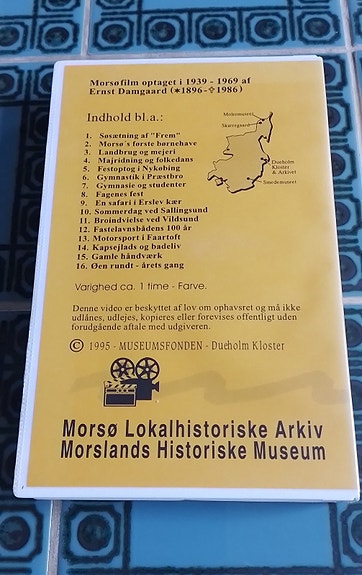 Morsøfilm optaget i 1939 - 1969 af
Ernst Damgaard (✶1896-✞1986)
Indhold bl.a.:
1. Søsætning af "Frem"
2. Morsø's første børnehave
3. Landbrug og mejeri
4. Majridning og folkedans
5. Festoptog i Nykøbing
6. Gymnastik i Præstbro
7. Gymnasie og studenter
8. Fagenes fest
9. En safari i Erslev kær
10. Sommerdag ved Sallingsund
11. Broindvielse ved Vildsund
12. Fastelavnsbådens 100 år
13. Motorsport i Faartoft
14. Kapsejlads og badeliv
15. Gamle håndværk
16. Øen rundt - årets gang
Molermuseet
Skarregaard
Dueholm
Kloster
& Arkivet
Smedemuseet
Varighed ca. 1 time - Farve.
Denne video er beskyttet af lov om ophavsret og må ikke
udlånes, udlejes, kopieres eller forevises offentligt uden
forudgående aftale med udgiveren.
© 1995 - MUSEUMSFONDEN - Dueholm Kloster
Morsø Lokalhistoriske Arkiv
Morslands Historiske Museum